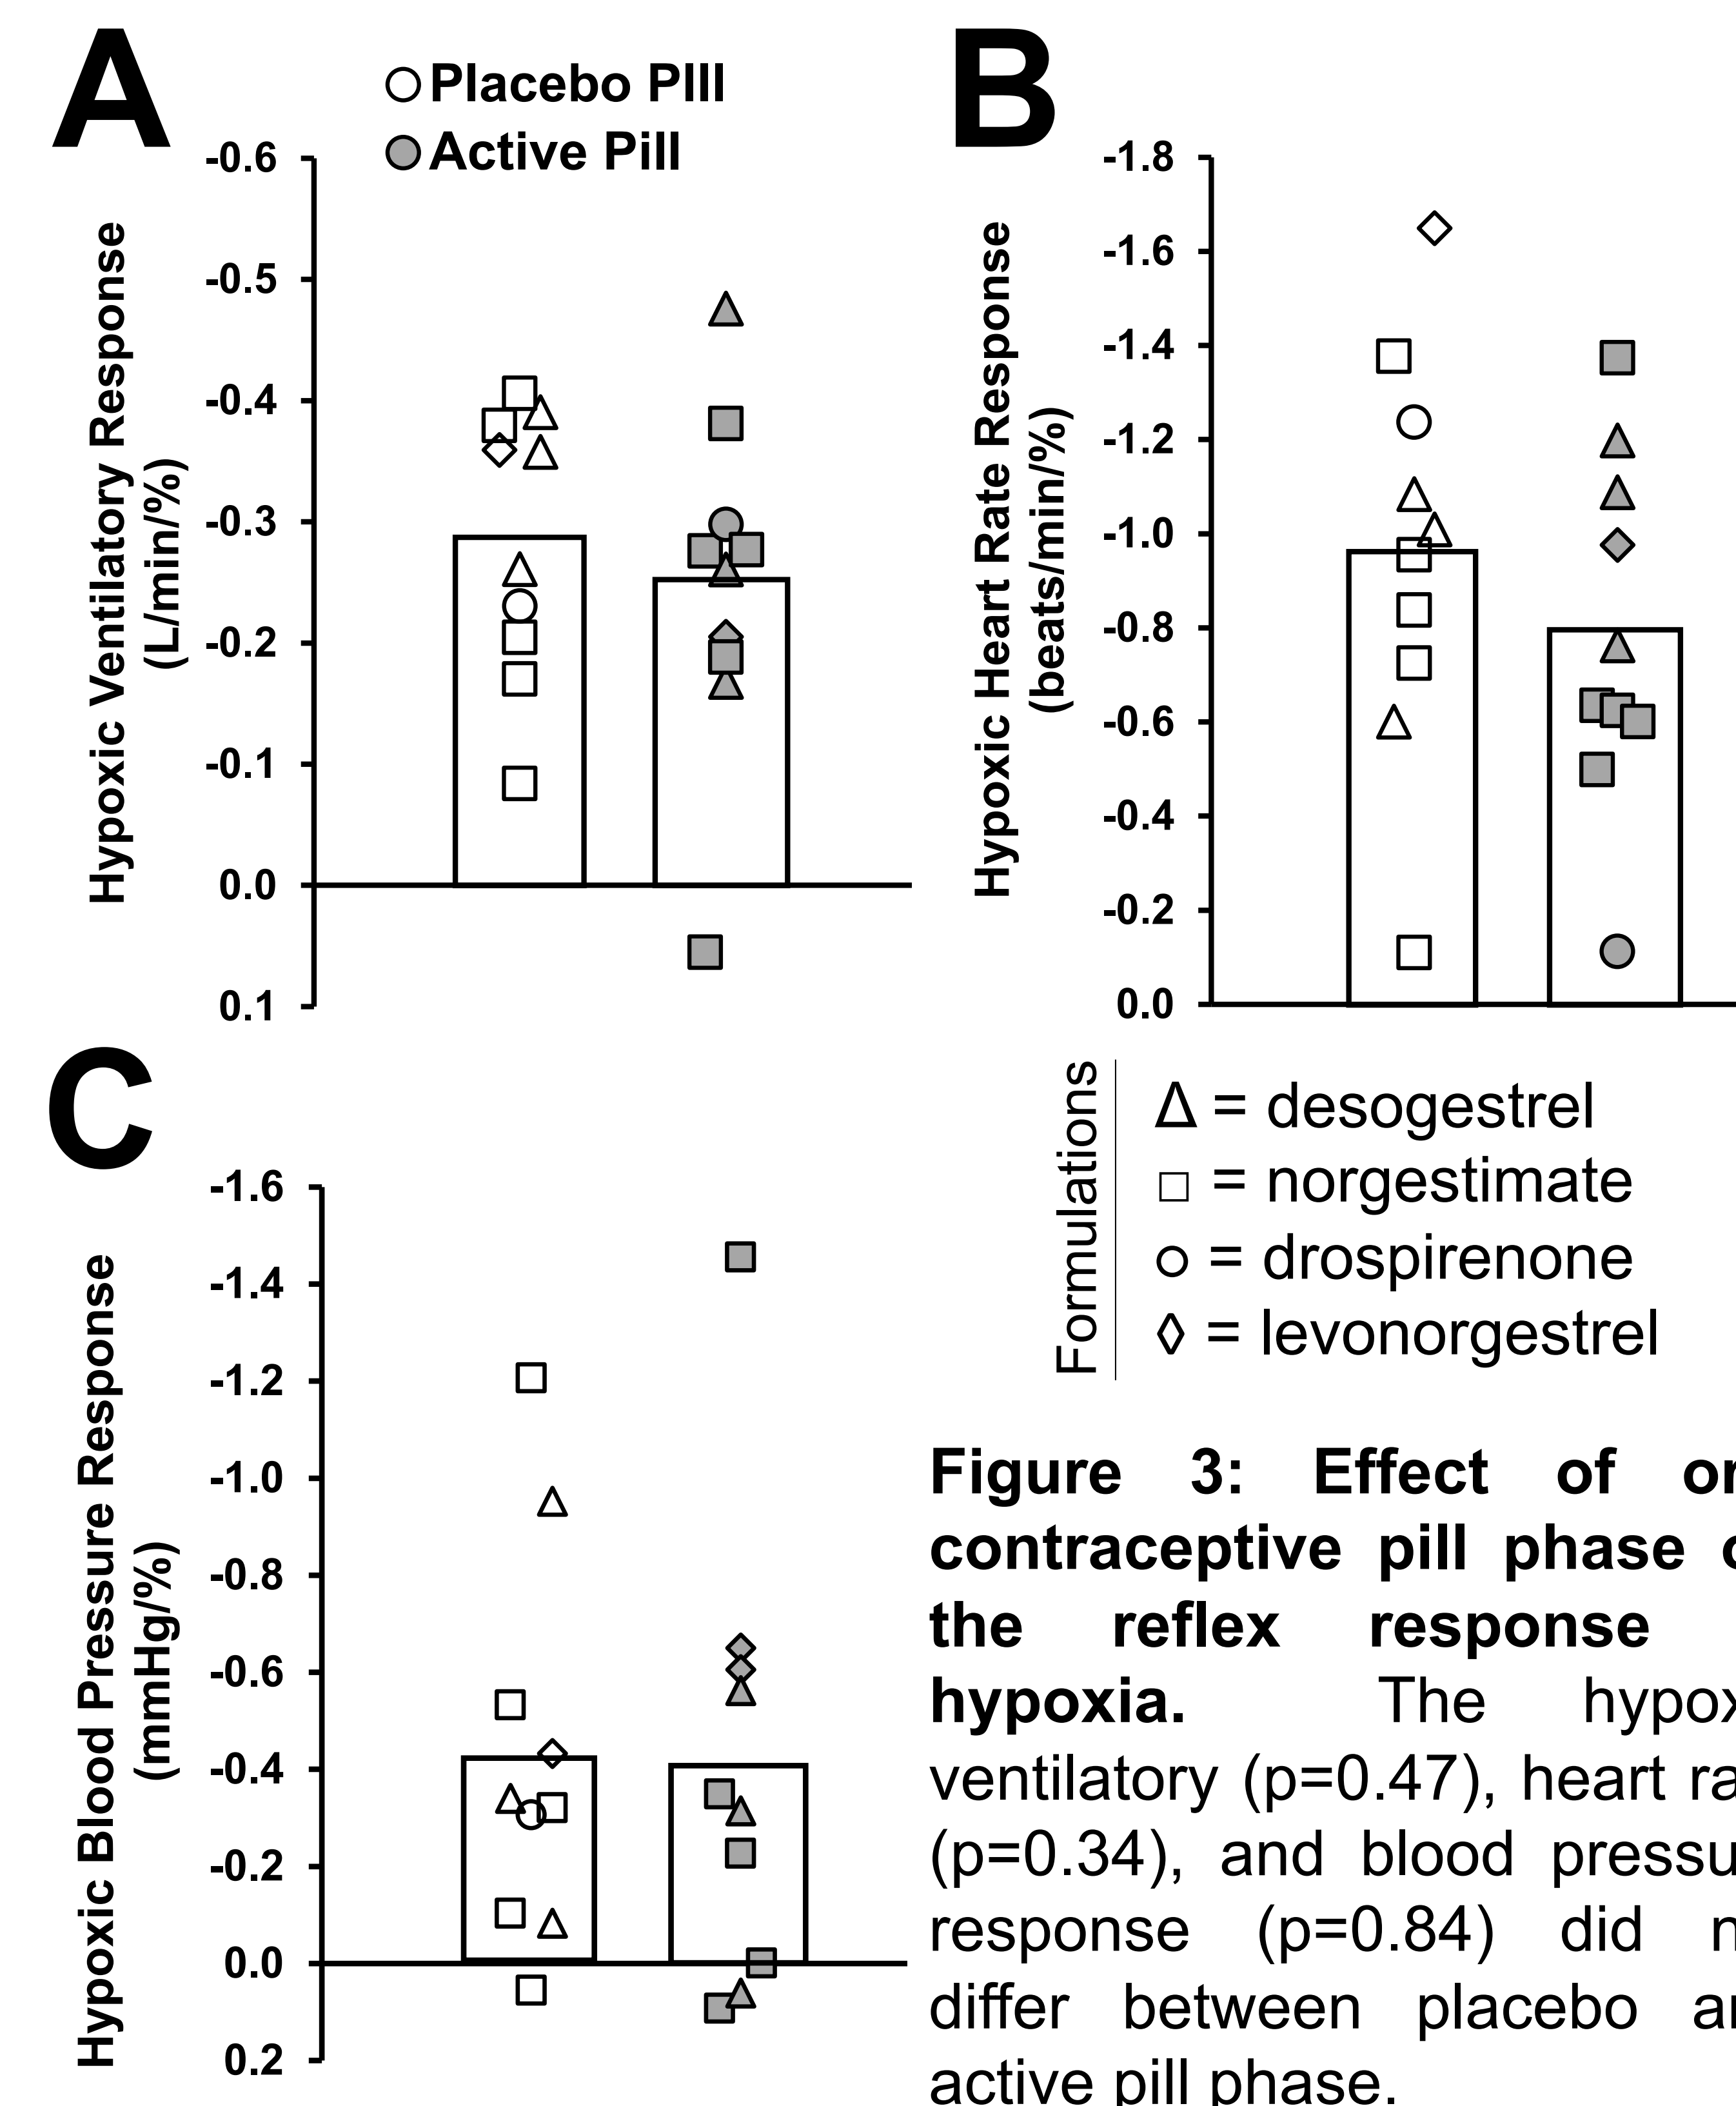 A
Placebo PIll
Active Pill
-0.6
-0.5
-0.4
-0.3
-0.2
-0.1
0.0
0.1
Hypoxic Ventilatory Response
(L/min/%)
B
-1.8
-1.6
-1.4
-1.2
-1.0
-0.8
-0.6
-0.4
-0.2
0.0
Hypoxic Heart Rate Response
(beats/min/%)
C
-1.6
-1.4
-1.2
-1.0
-0.8
-0.6
-0.4
-0.2
0.0
0.2
Hypoxic Blood Pressure Response
(mmHg/%)
Formulations
= desogestrel
= norgestimate
= drospirenone
= levonorgestrel
Figure 3: Effect of
contraceptive pill phase
the reflex response
hypoxia. The
ventilatory (p=0.47), heart
(p=0.34), and blood
response (p=0.84) did
differ between placebo
active pill phase.